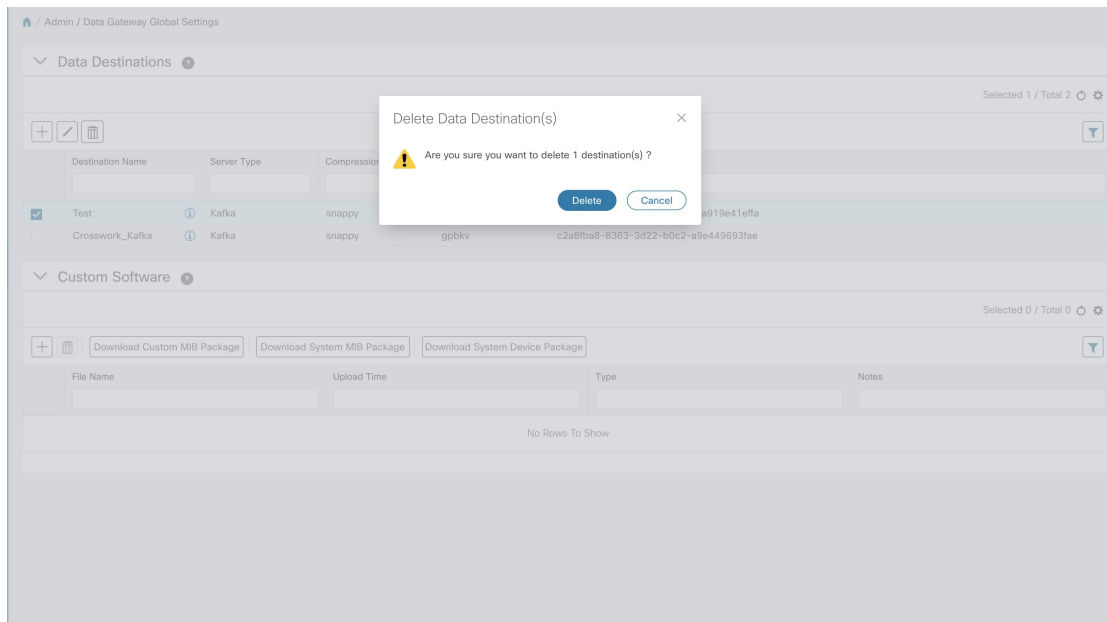 / Admin / Data Gateway Global Settings
Data Destinations ?
Selected 1 / Total 2
Delete Data Destination(s)
Are you sure you want to delete 1 destination(s) ?
Delete Cancel
Destination Name Server Type Compression
Test Kafka snappy a919e41effa
Crosswork_Kafka Kafka snappy gpbkv c2a8fba8-8363-3d22-b0c2-a9e449693fae
Custom Software ?
Selected 0 / Total 0
Download Custom MIB Package Download System MIB Package Download System Device Package
File Name Upload Time Type Notes
No Rows To Show